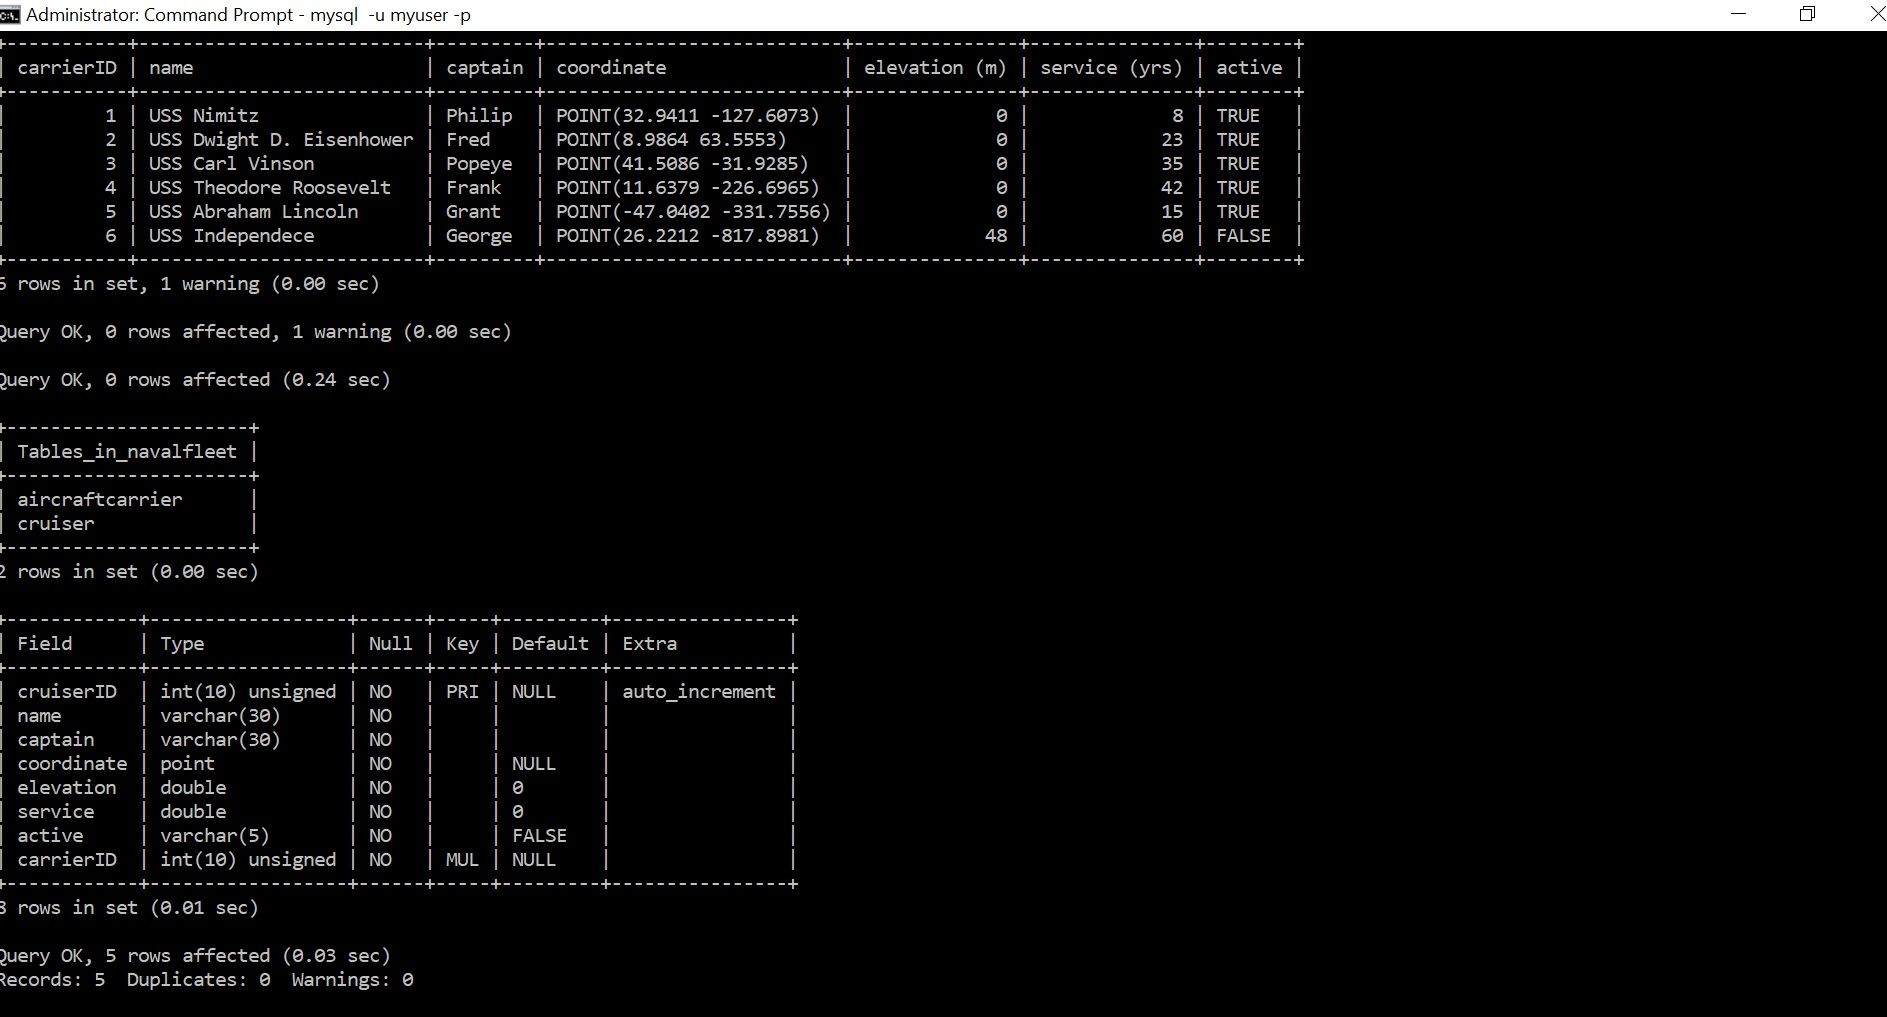 Administrator: Command Prompt - mysql  -u myuser -p
+-----------+--------------------------+---------+---------------------------+---------------+---------------+--------+
| carrierID | name                     | captain | coordinate                | elevation (m) | service (yrs) | active |
+-----------+--------------------------+---------+---------------------------+---------------+---------------+--------+
|         1 | USS Nimitz               | Philip  | POINT(32.9411 -127.6073)  |             0 |             8 | TRUE   |
|         2 | USS Dwight D. Eisenhower | Fred    | POINT(8.9864 63.5553)     |             0 |            23 | TRUE   |
|         3 | USS Carl Vinson          | Popeye  | POINT(41.5086 -31.9285)   |             0 |            35 | TRUE   |
|         4 | USS Theodore Roosevelt   | Frank   | POINT(11.6379 -226.6965)  |             0 |            42 | TRUE   |
|         5 | USS Abraham Lincoln      | Grant   | POINT(-47.0402 -331.7556) |             0 |            15 | TRUE   |
|         6 | USS Independece          | George  | POINT(26.2212 -817.8981)  |            48 |            60 | FALSE  |
+-----------+--------------------------+---------+---------------------------+---------------+---------------+--------+
6 rows in set, 1 warning (0.00 sec)
Query OK, 0 rows affected, 1 warning (0.00 sec)
Query OK, 0 rows affected (0.24 sec)
+----------------------+
| Tables_in_navalfleet |
+----------------------+
| aircraftcarrier      |
| cruiser              |
+----------------------+
2 rows in set (0.00 sec)
+------------+------------------+------+-----+---------+----------------+
| Field      | Type             | Null | Key | Default | Extra          |
+------------+------------------+------+-----+---------+----------------+
| cruiserID  | int(10) unsigned | NO   | PRI | NULL    | auto_increment |
| name       | varchar(30)      | NO   |     |         |                |
| captain    | varchar(30)      | NO   |     |         |                |
| coordinate | point            | NO   |     | NULL    |                |
| elevation  | double           | NO   |     | 0       |                |
| service    | double           | NO   |     | 0       |                |
| active     | varchar(5)       | NO   |     | FALSE   |                |
| carrierID  | int(10) unsigned | NO   | MUL | NULL    |                |
+------------+------------------+------+-----+---------+----------------+
8 rows in set (0.01 sec)
Query OK, 5 rows affected (0.03 sec)
Records: 5  Duplicates: 0  Warnings: 0